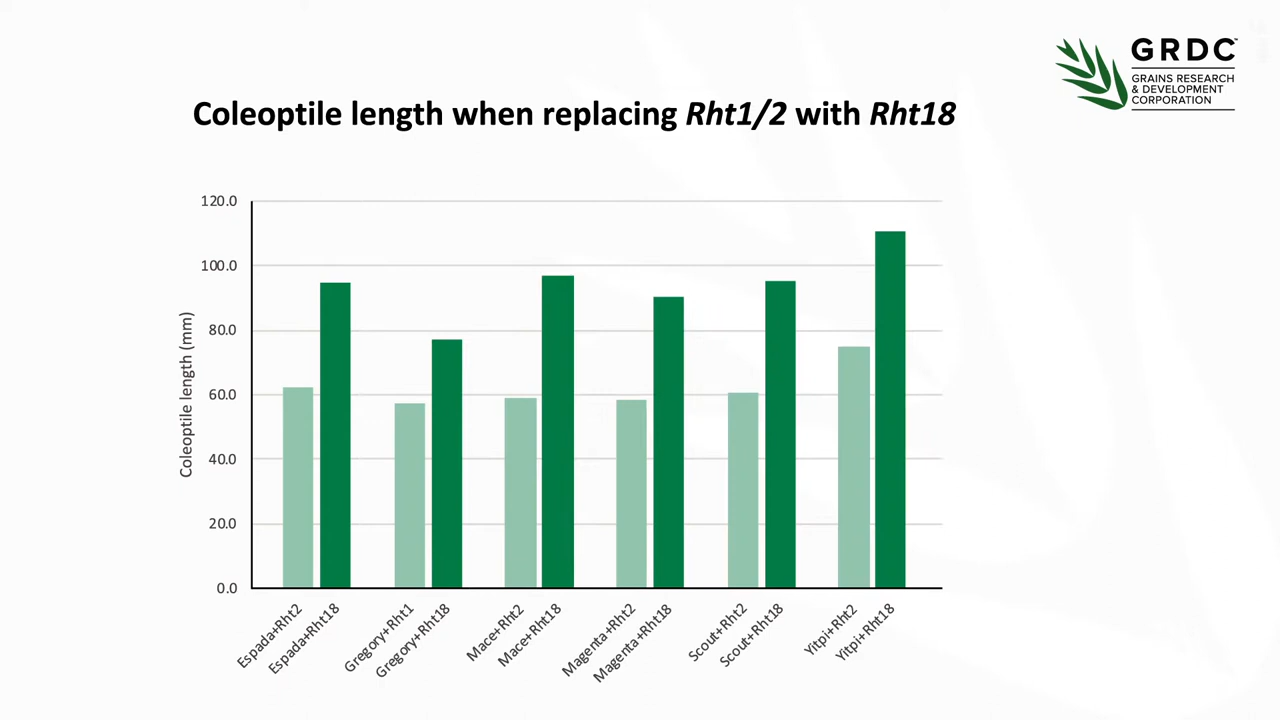 GRDC™
GRAINS RESEARCH
& DEVELOPMENT
CORPORATION
Coleoptile length when replacing Rht1/2 with Rht18
Coleoptile length (mm)
120.0
100.0
80.0
60.0
40.0
20.0
0.0
Espada+Rht2
Espada+Rht18
Gregory+Rht1
Gregory+Rht18
Mace+Rht2
Mace+Rht18
Magenta+Rht2
Magenta+Rht18
Scout+Rht2
Scout+Rht18
Yitpi+Rht2
Yitpi+Rht18